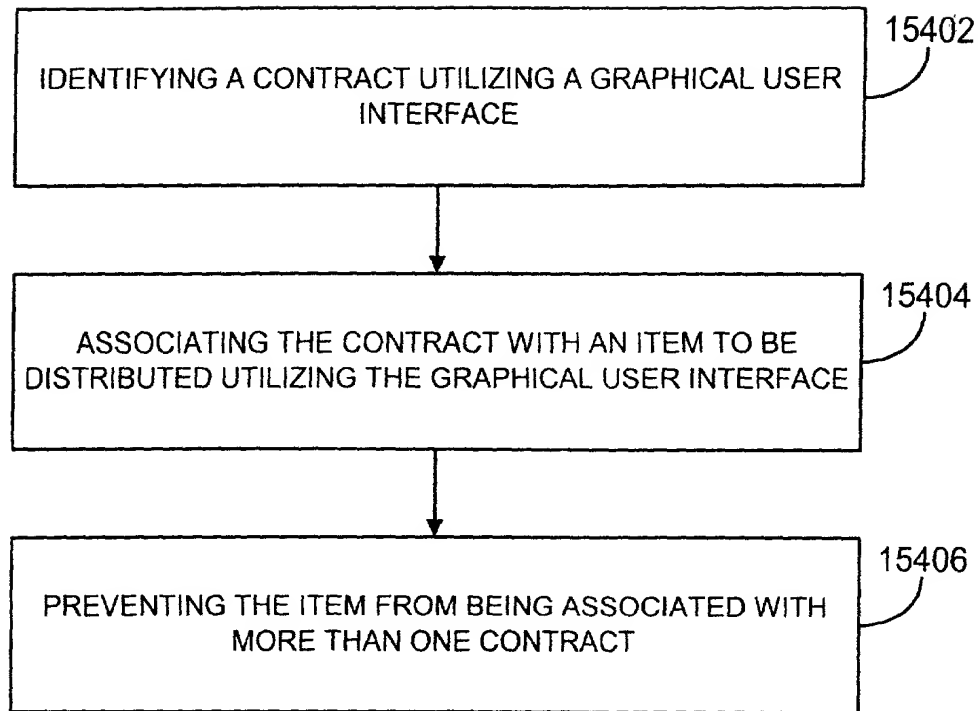 15402
IDENTIFYING A CONTRACT UTILIZING A GRAPHICAL USER
INTERFACE
15404
ASSOCIATING THE CONTRACT WITH AN ITEM TO BE
DISTRIBUTED UTILIZING THE GRAPHICAL USER INTERFACE
15406
PREVENTING THE ITEM FROM BEING ASSOCIATED WITH
MORE THAN ONE CONTRACT